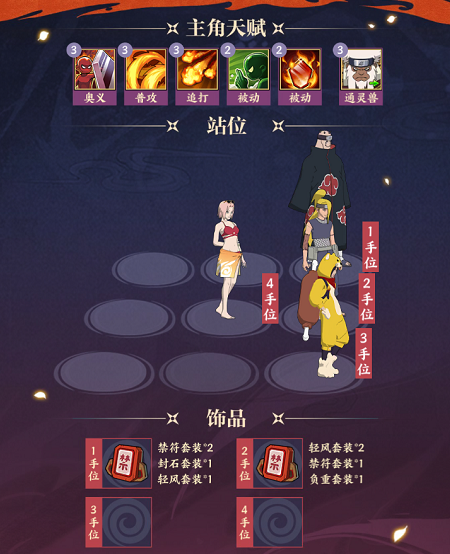 主角天赋
3 3 3 2 2 3
奥义 普攻 追打 被动 被动 通灵兽
站位
1手位
4手位
2手位
3手位
饰品
1手位
禁
禁符套装*2
封石套装*1
轻风套装*1
2手位
禁
轻风套装*2
禁符套装*1
负重套装*1
3手位
4手位